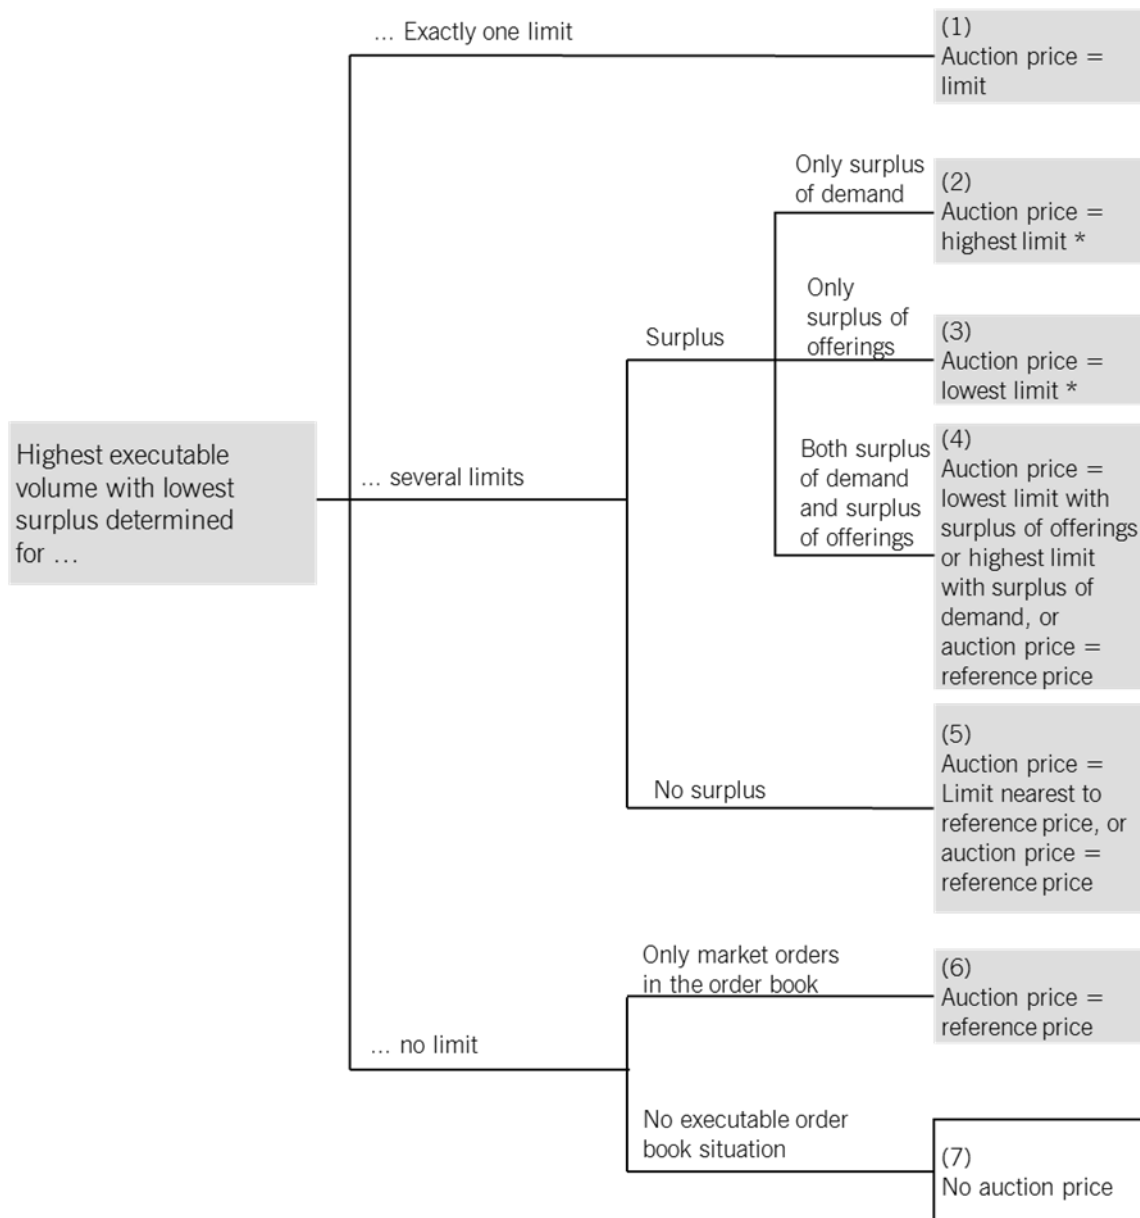 ... Exactly one limit
(1)
Auction price =
limit
Only surplus
of demand
(2)
Auction price =
highest limit *
Only
surplus of
offerings
Surplus
(3)
Auction price =
lowest limit *
Highest executable
volume with lowest
surplus determined
for ...
... several limits
Both surplus
of demand
and surplus
of offerings
(4)
Auction price =
lowest limit with
surplus of offerings
or highest limit
with surplus of
demand, or
auction price =
reference price
No surplus
(5)
Auction price =
Limit nearest to
reference price, or
auction price =
reference price
Only market orders
in the order book
(6)
Auction price =
reference price
... no limit
No executable order
book situation
(7)
No auction price